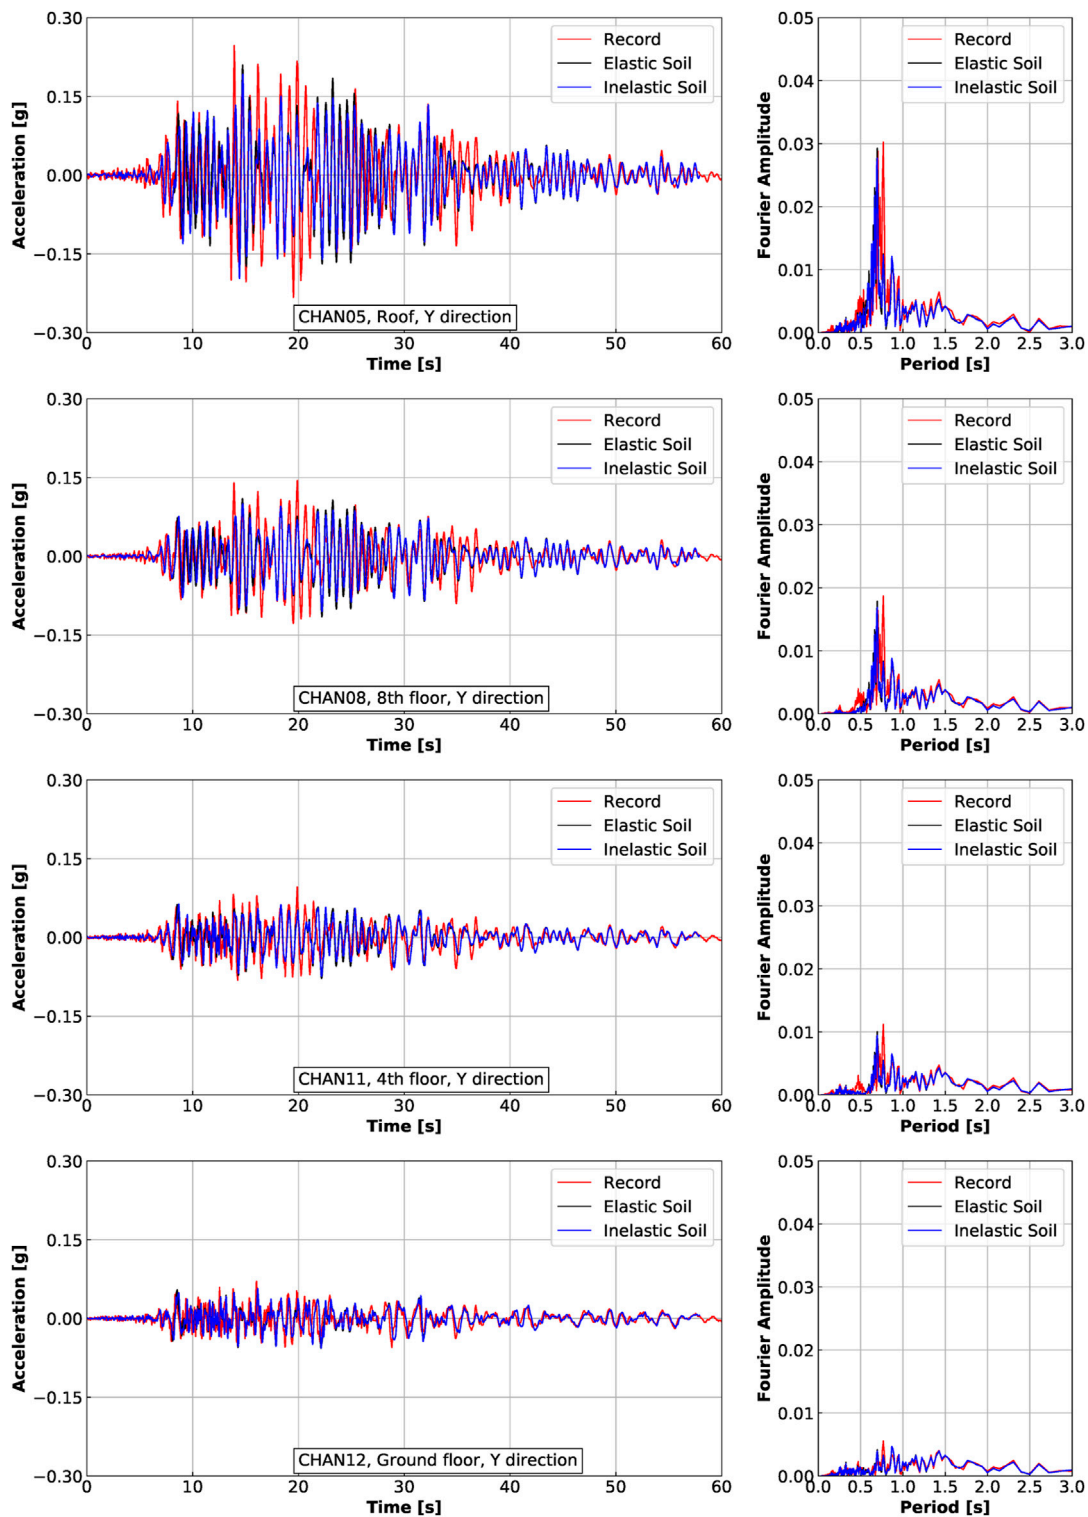 0.30
0.15
0.00
−0.15
−0.30
Acceleration [g]
Record
Elastic Soil
Inelastic Soil
CHAN05, Roof, Y direction
0 10 20 30 40 50 60
Time [s]
0.05
0.04
0.03
0.02
0.01
0.00
Fourier Amplitude
Record
Elastic Soil
Inelastic Soil
0.0 0.5 1.0 1.5 2.0 2.5 3.0
Period [s]
0.30
0.15
0.00
−0.15
−0.30
Acceleration [g]
Record
Elastic Soil
Inelastic Soil
CHAN08, 8th floor, Y direction
0 10 20 30 40 50 60
Time [s]
0.05
0.04
0.03
0.02
0.01
0.00
Fourier Amplitude
Record
Elastic Soil
Inelastic Soil
0.0 0.5 1.0 1.5 2.0 2.5 3.0
Period [s]
0.30
0.15
0.00
−0.15
−0.30
Acceleration [g]
Record
Elastic Soil
Inelastic Soil
CHAN11, 4th floor, Y direction
0 10 20 30 40 50 60
Time [s]
0.05
0.04
0.03
0.02
0.01
0.00
Fourier Amplitude
Record
Elastic Soil
Inelastic Soil
0.0 0.5 1.0 1.5 2.0 2.5 3.0
Period [s]
0.30
0.15
0.00
−0.15
−0.30
Acceleration [g]
Record
Elastic Soil
Inelastic Soil
CHAN12, Ground floor, Y direction
0 10 20 30 40 50 60
Time [s]
0.05
0.04
0.03
0.02
0.01
0.00
Fourier Amplitude
Record
Elastic Soil
Inelastic Soil
0.0 0.5 1.0 1.5 2.0 2.5 3.0
Period [s]